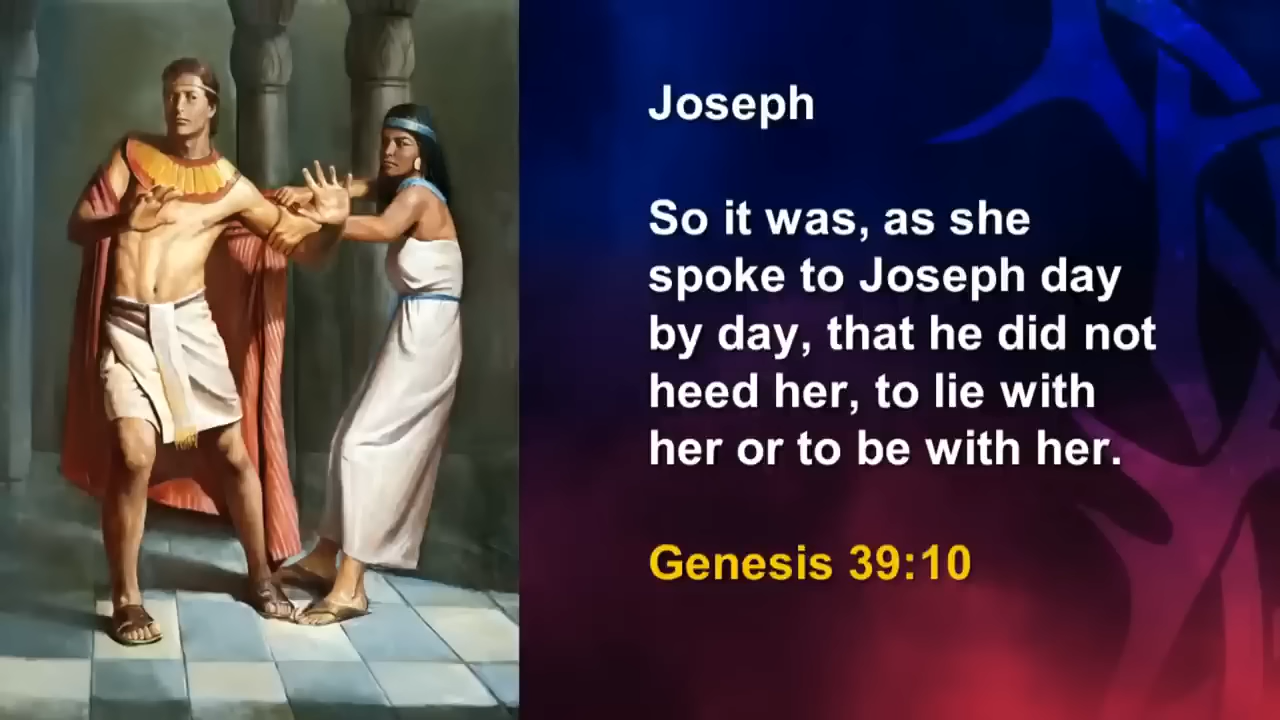 Joseph
So it was, as she
spoke to Joseph day
by day, that he did not
heed her, to lie with
her or to be with her.
Genesis 39:10